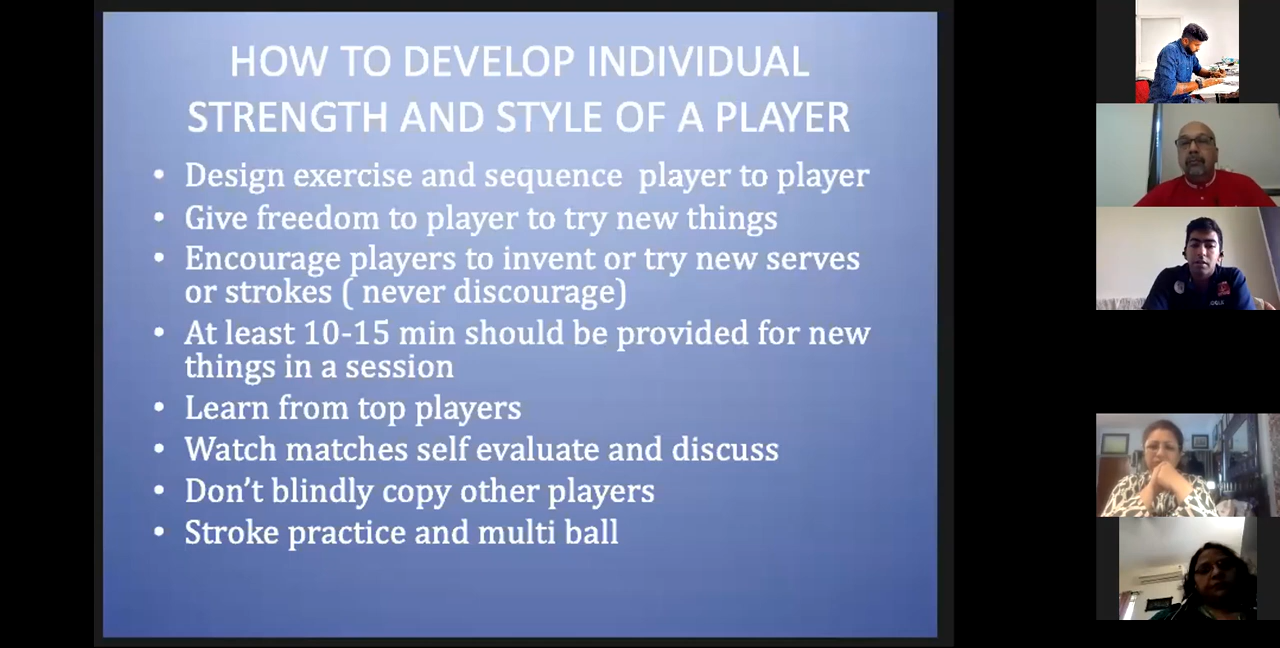 HOW TO DEVELOP INDIVIDUAL
STRENGTH AND STYLE OF A PLAYER
• Design exercise and sequence player to player
• Give freedom to player to try new things
• Encourage players to invent or try new serves
or strokes ( never discourage)
• At least 10-15 min should be provided for new
things in a session
• Learn from top players
• Watch matches self evaluate and discuss
• Don't blindly copy other players
• Stroke practice and multi ball